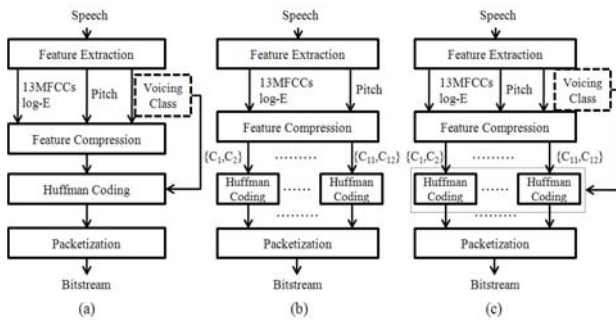 Speech
Feature Extraction
13MFCCs
log-E
Pitch
Voicing
Class
Feature Compression
Huffman Coding
Packetization
Bitstream
(a)
Speech
Feature Extraction
13MFCCs
log-E
Pitch
Feature Compression
{C1,C2} ......... {C11,C12}
Huffman
Coding
......
Huffman
Coding
.........
Packetization
Bitstream
(b)
Speech
Feature Extraction
13MFCCs
log-E
Pitch
Voicing
Class
Feature Compression
{C1,C2} ......... {C11,C12}
Huffman
Coding
......
Huffman
Coding
.........
Packetization
Bitstream
(c)